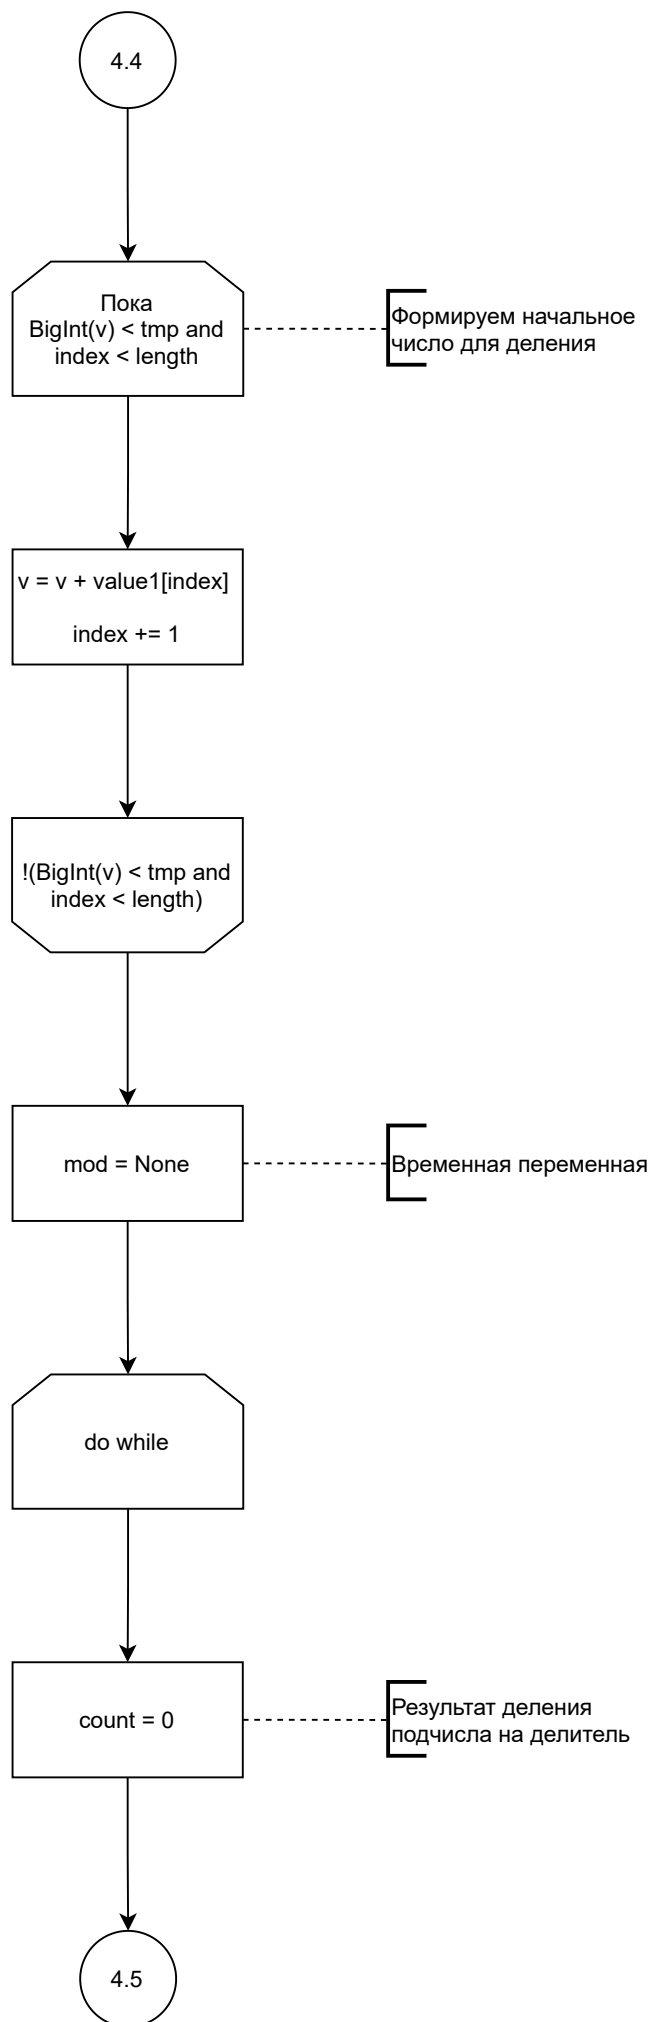 4.4
Пока
BigInt(v) < tmp and
index < length
Формируем начальное
число для деления
v = v + value1[index]
index += 1
!(BigInt(v) < tmp and
index < length)
mod = None
Временная переменная
do while
count = 0
Результат деления
подчисла на делитель
4.5